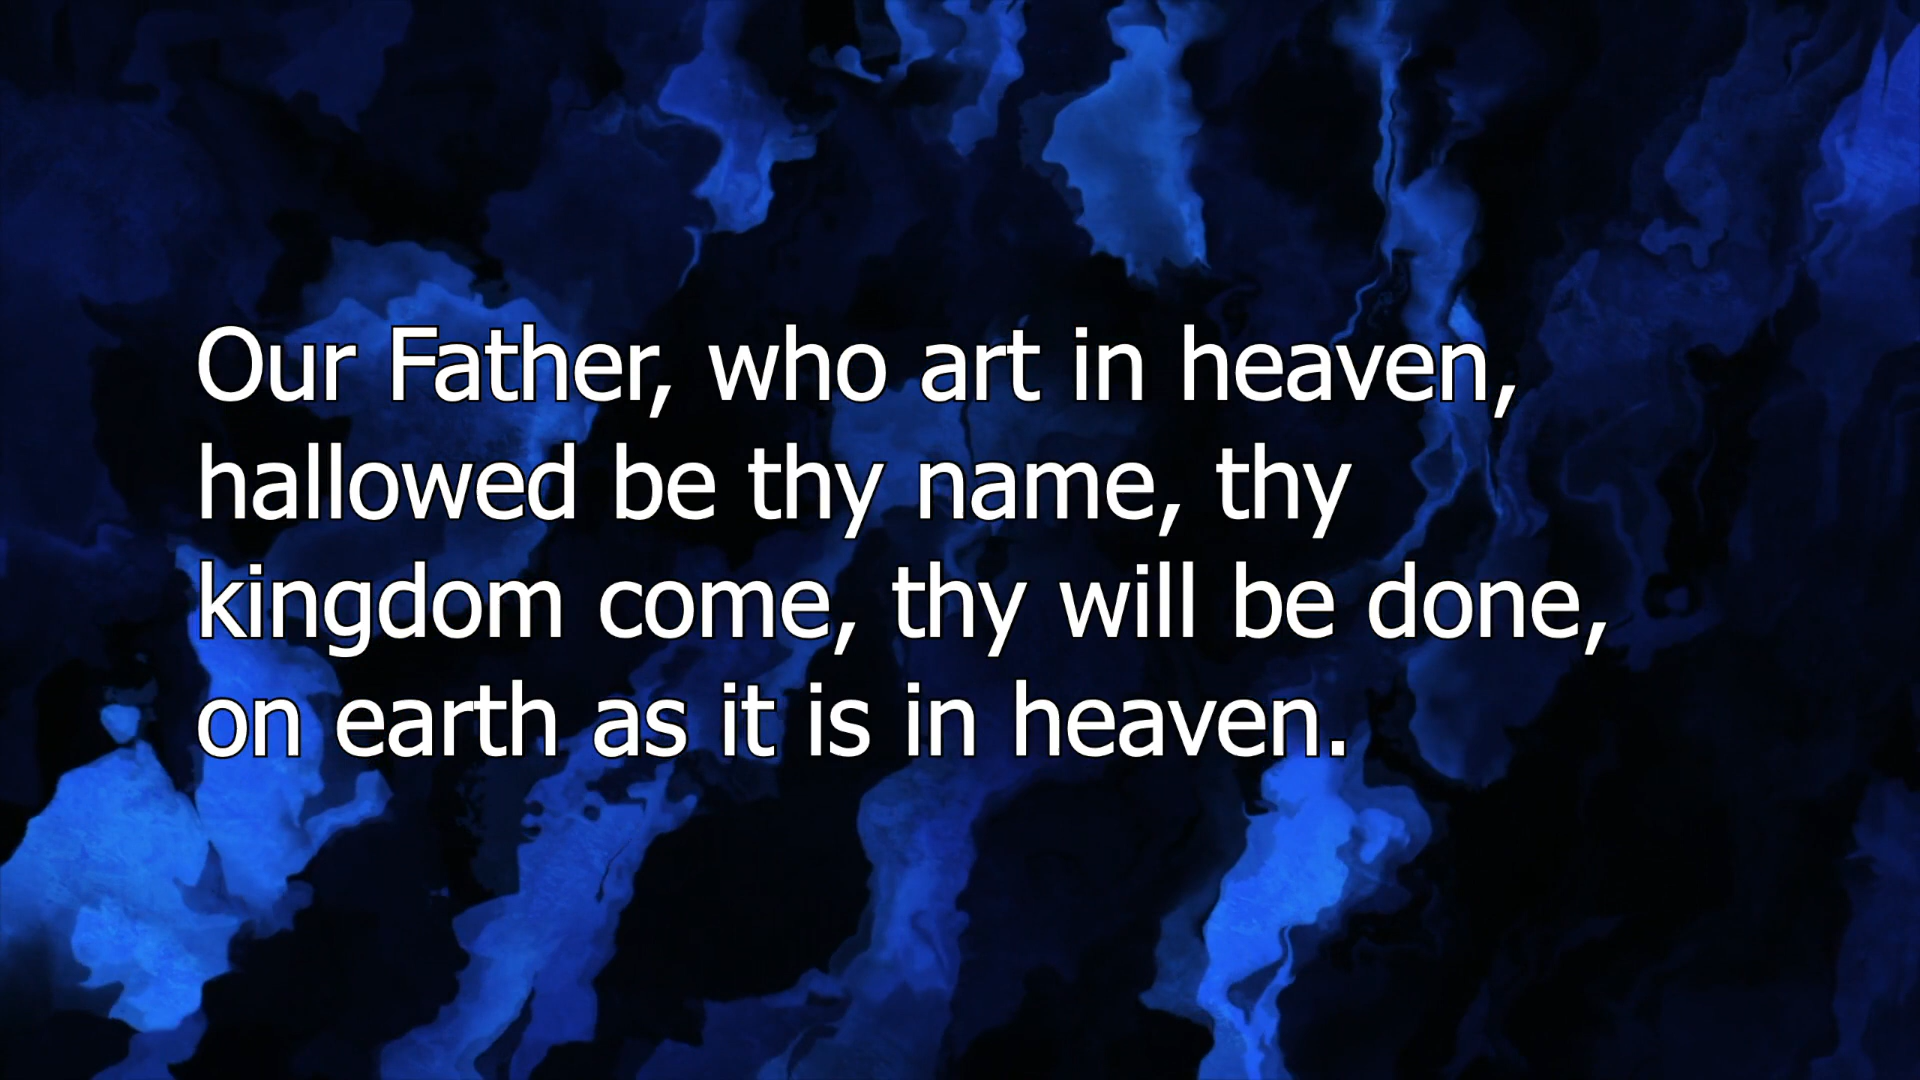 Our Father, who art in heaven,
hallowed be thy name, thy
kingdom come, thy will be done,
on earth as it is in heaven.